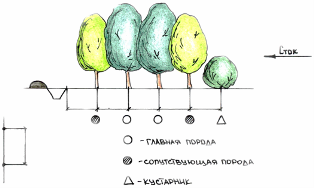 Сток
- главная порода
- сопутствующая порода
- кустарник